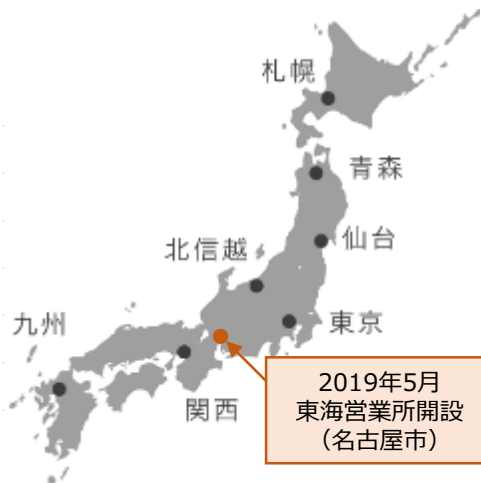 札幌
青森
仙台
北信越
東京
九州
関西
2019年5月
東海営業所開設
（名古屋市）